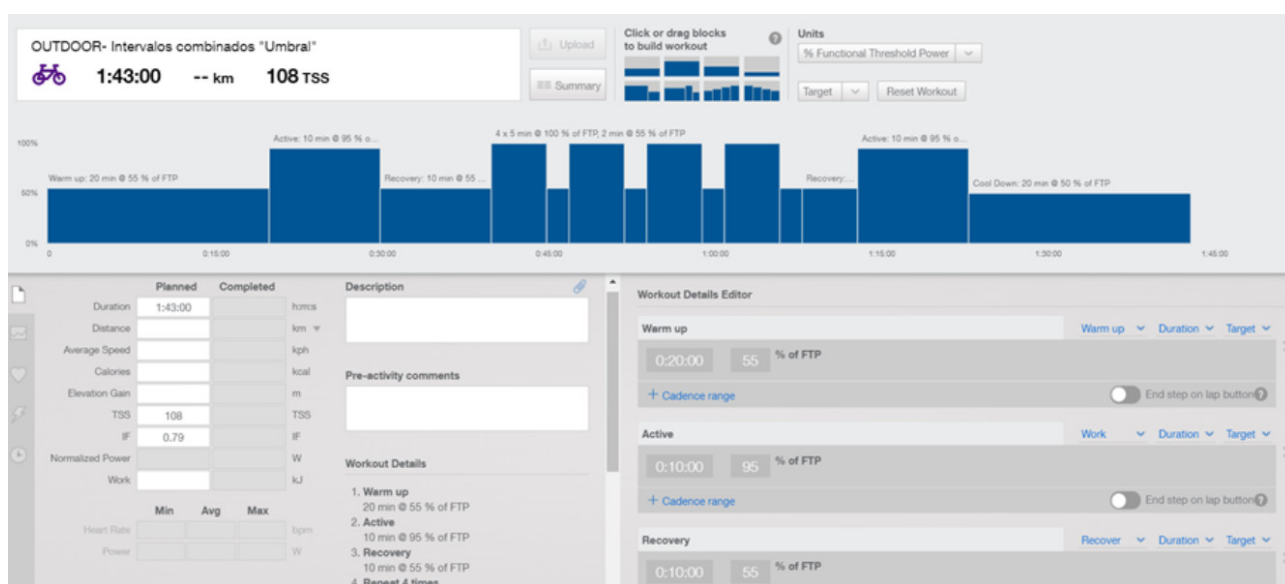 OUTDOOR- Intervalos combinados "Umbral"
1:43:00 -- km 108 TSS
Upload
Summary
Click or drag blocks
to build workout
Units
% Functional Threshold Power
Target
Reset Workout
100%
50%
0%
Warm up: 20 min @ 55 % of FTP
Active: 10 min @ 95 % o...
Recovery: 10 min @ 55 ...
4 x 5 min @ 100 % of FTP, 2 min @ 55 % of FTP
Recovery:...
Active: 10 min @ 95 % o...
Cool Down: 20 min @ 50 % of FTP
0 0:15:00 0:30:00 0:45:00 1:00:00 1:15:00 1:30:00 1:45:00
Planned Completed
Duration 1:43:00 h:m:s
Distance km
Average Speed kph
Calories kcal
Elevation Gain m
TSS 108 TSS
IF 0.79 IF
Normalized Power W
Work kJ
Min Avg Max
Heart Rate bpm
Power W
Description
Pre-activity comments
Workout Details
1. Warm up
20 min @ 55 % of FTP
2. Active
10 min @ 95 % of FTP
3. Recovery
10 min @ 55 % of FTP
4. Repeat 4 times
Workout Details Editor
Warm up Warm up Duration Target
0:20:00 55 % of FTP
+ Cadence range End step on lap button
Active Work Duration Target
0:10:00 95 % of FTP
+ Cadence range End step on lap button
Recovery Recover Duration Target
0:10:00 55 % of FTP